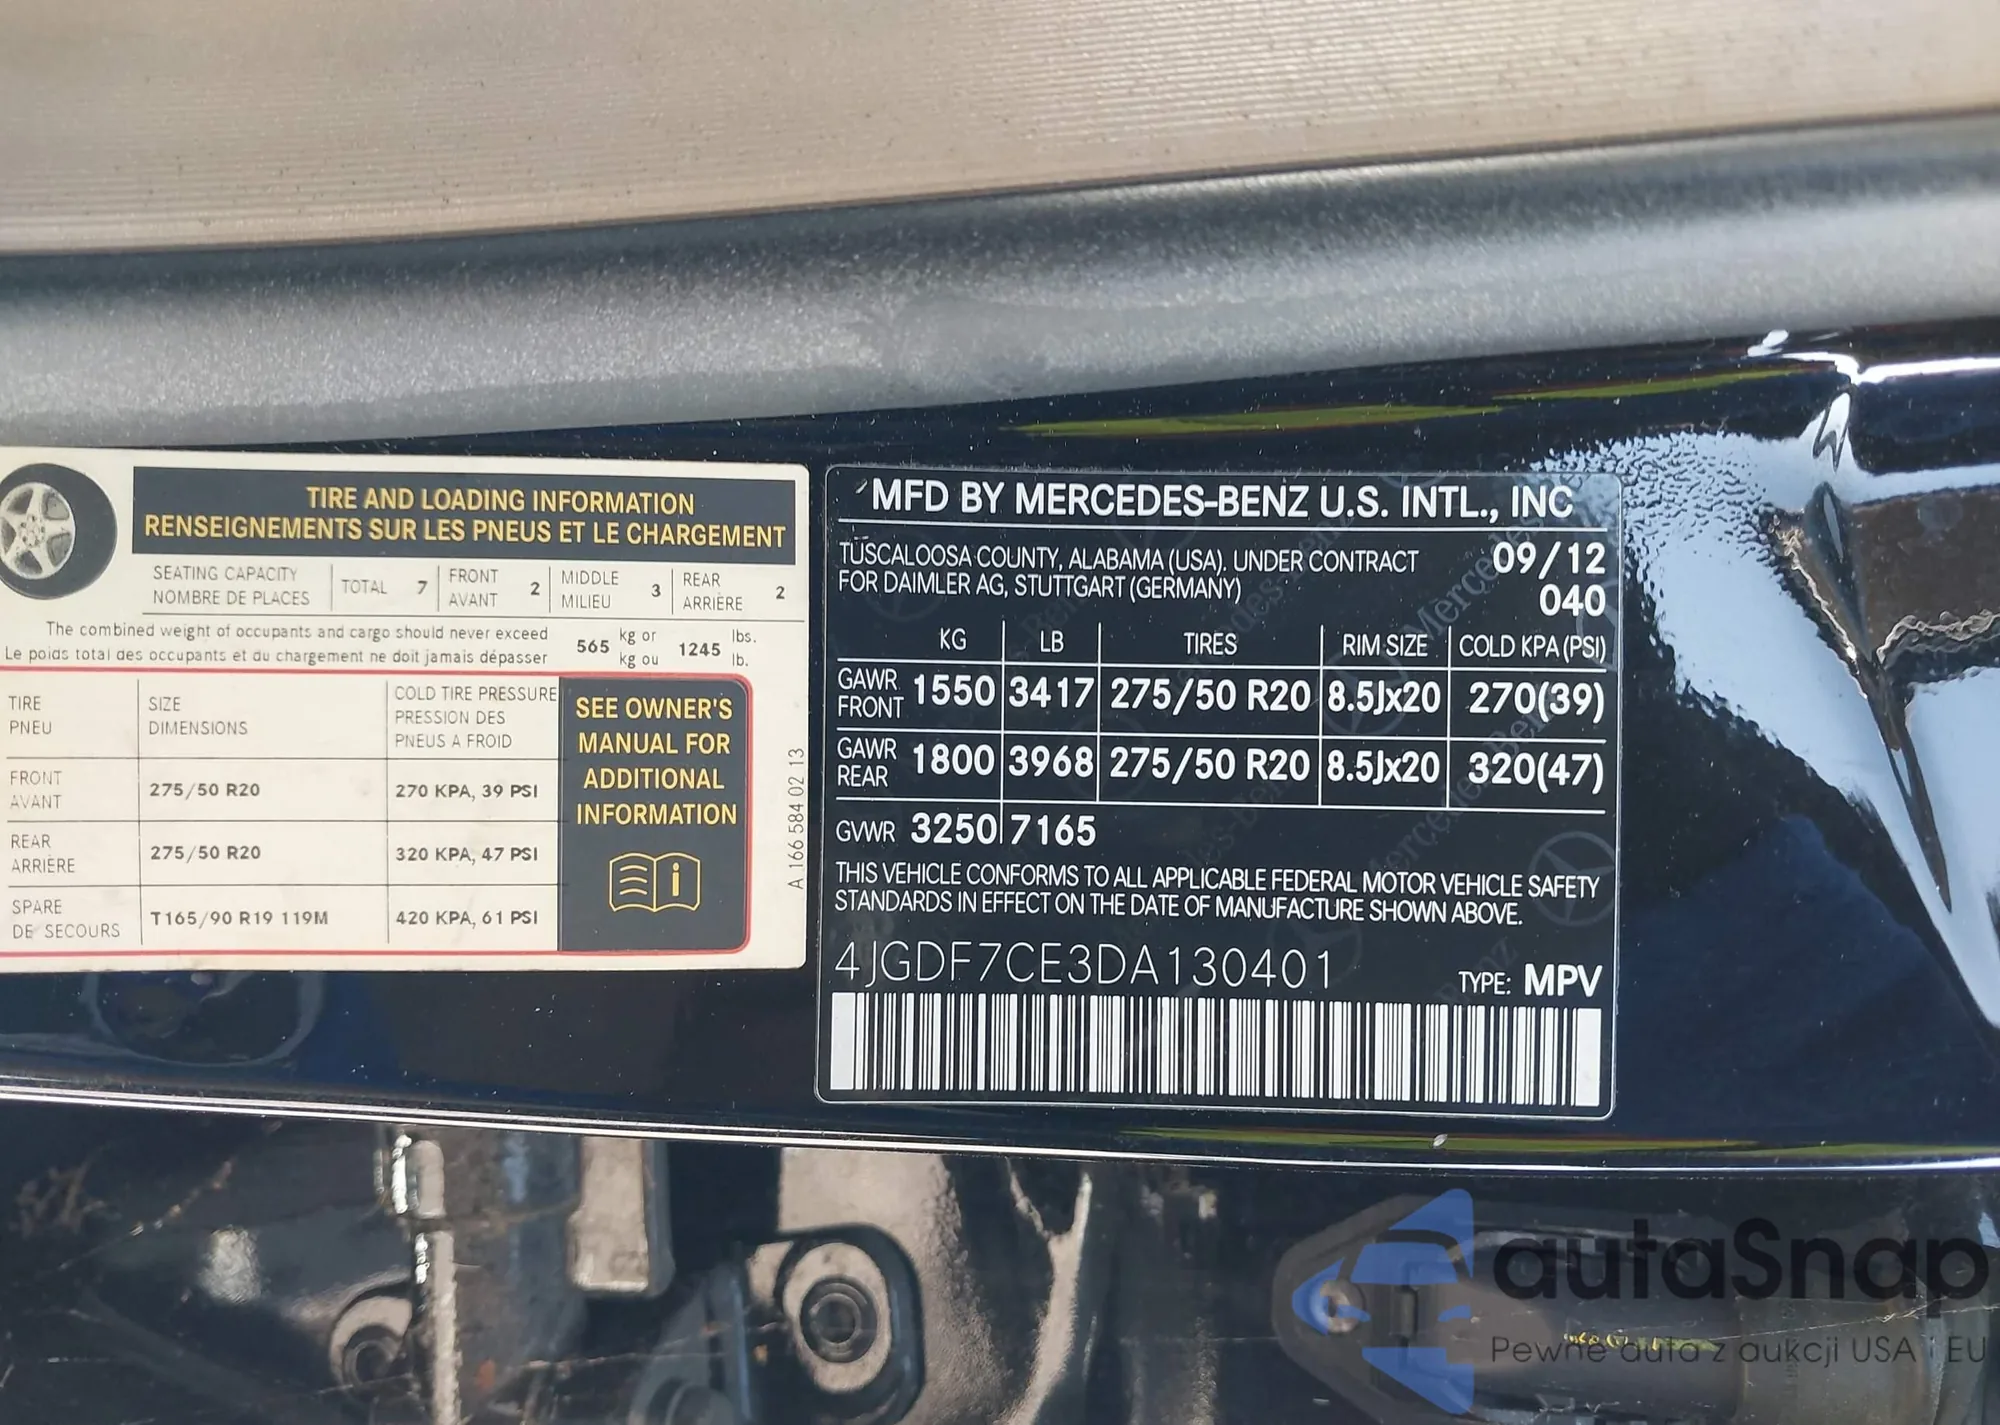 TIRE AND LOADING INFORMATION
RENSEIGNEMENTS SUR LES PNEUS ET LE CHARGEMENT
SEATING CAPACITY
NOMBRE DE PLACES
TOTAL 7
FRONT
AVANT
2
MIDDLE
MILIEU
3
REAR
ARRIÈRE
2
The combined weight of occupants and cargo should never exceed
Le poids total des occupants et du chargement ne doit jamais dépasser
565
kg or
kg ou
1245
lbs.
lb.
TIRE
PNEU
SIZE
DIMENSIONS
COLD TIRE PRESSURE
PRESSION DES
PNEUS A FROID
FRONT
AVANT
275/50 R20
270 KPA, 39 PSI
REAR
ARRIÈRE
275/50 R20
320 KPA, 47 PSI
SPARE
DE SECOURS
T165/90 R19 119M
420 KPA, 61 PSI
SEE OWNER'S
MANUAL FOR
ADDITIONAL
INFORMATION
i
A 166 584 02 13
MFD BY MERCEDES-BENZ U.S. INTL., INC
TUSCALOOSA COUNTY, ALABAMA (USA). UNDER CONTRACT
FOR DAIMLER AG, STUTTGART (GERMANY)
09/12
040
KG LB TIRES RIM SIZE COLD KPA (PSI)
GAWR
FRONT
1550 3417 275/50 R20 8.5Jx20 270(39)
GAWR
REAR
1800 3968 275/50 R20 8.5Jx20 320(47)
GVWR 3250 7165
THIS VEHICLE CONFORMS TO ALL APPLICABLE FEDERAL MOTOR VEHICLE SAFETY
STANDARDS IN EFFECT ON THE DATE OF MANUFACTURE SHOWN ABOVE.
4JGDF7CE3DA130401
TYPE: MPV
autaSnap
Pewne auta z aukcji USA i EU